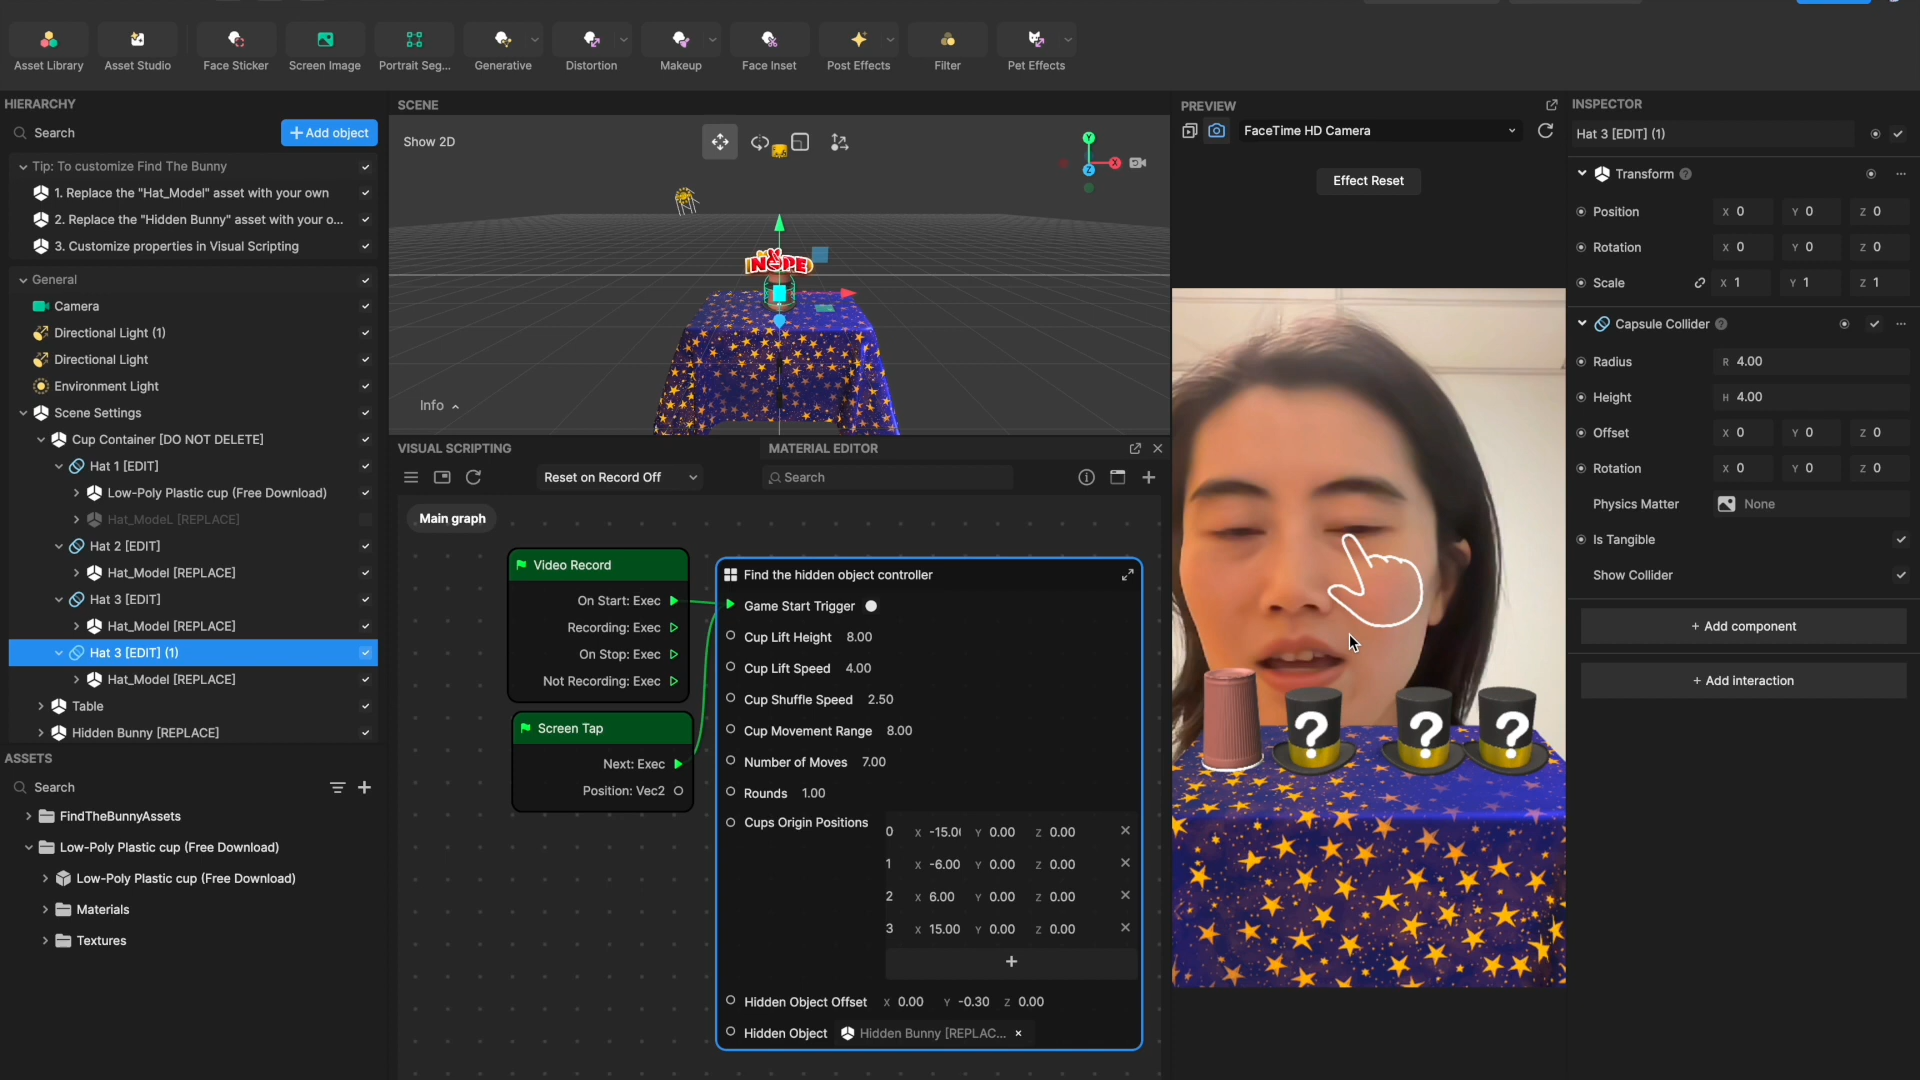 Asset Library
Asset Studio
Face Sticker
Screen Image
Portrait Seg...
Generative
Distortion
Makeup
Face Inset
Post Effects
Filter
Pet Effects
HIERARCHY
Search
Add object
Tip: To customize Find The Bunny
1. Replace the "Hat_Model" asset with your own
2. Replace the "Hidden Bunny" asset with your o...
3. Customize properties in Visual Scripting
General
Camera
Directional Light (1)
Directional Light
Environment Light
Scene Settings
Cup Container [DO NOT DELETE]
Hat 1 [EDIT]
Low-Poly Plastic cup (Free Download)
Hat_ModeL [REPLACE]
Hat 2 [EDIT]
Hat_Model [REPLACE]
Hat 3 [EDIT]
Hat_Model [REPLACE]
Hat 3 [EDIT] (1)
Hat_Model [REPLACE]
Table
Hidden Bunny [REPLACE]
ASSETS
Search
FindTheBunnyAssets
Low-Poly Plastic cup (Free Download)
Low-Poly Plastic cup (Free Download)
Materials
Textures
SCENE
Show 2D
Y
X
Z
NOPE
Info
VISUAL SCRIPTING
MATERIAL EDITOR
Reset on Record Off
Search
Main graph
Video Record
On Start: Exec
Recording: Exec
On Stop: Exec
Not Recording: Exec
Screen Tap
Next: Exec
Position: Vec2
Find the hidden object controller
Game Start Trigger
Cup Lift Height 8.00
Cup Lift Speed 4.00
Cup Shuffle Speed 2.50
Cup Movement Range 8.00
Number of Moves 7.00
Rounds 1.00
Cups Origin Positions
0 X -15.0( Y 0.00 Z 0.00
1 X -6.00 Y 0.00 Z 0.00
2 X 6.00 Y 0.00 Z 0.00
3 X 15.00 Y 0.00 Z 0.00
+
Hidden Object Offset X 0.00 Y -0.30 Z 0.00
Hidden Object Hidden Bunny [REPLAC...
PREVIEW
FaceTime HD Camera
Effect Reset
? ? ?
INSPECTOR
Hat 3 [EDIT] (1)
Transform
Position X 0 Y 0 Z 0
Rotation X 0 Y 0 Z 0
Scale X 1 Y 1 Z 1
Capsule Collider
Radius R 4.00
Height H 4.00
Offset X 0 Y 0 Z 0
Rotation X 0 Y 0 Z 0
Physics Matter None
Is Tangible
Show Collider
+ Add component
+ Add interaction